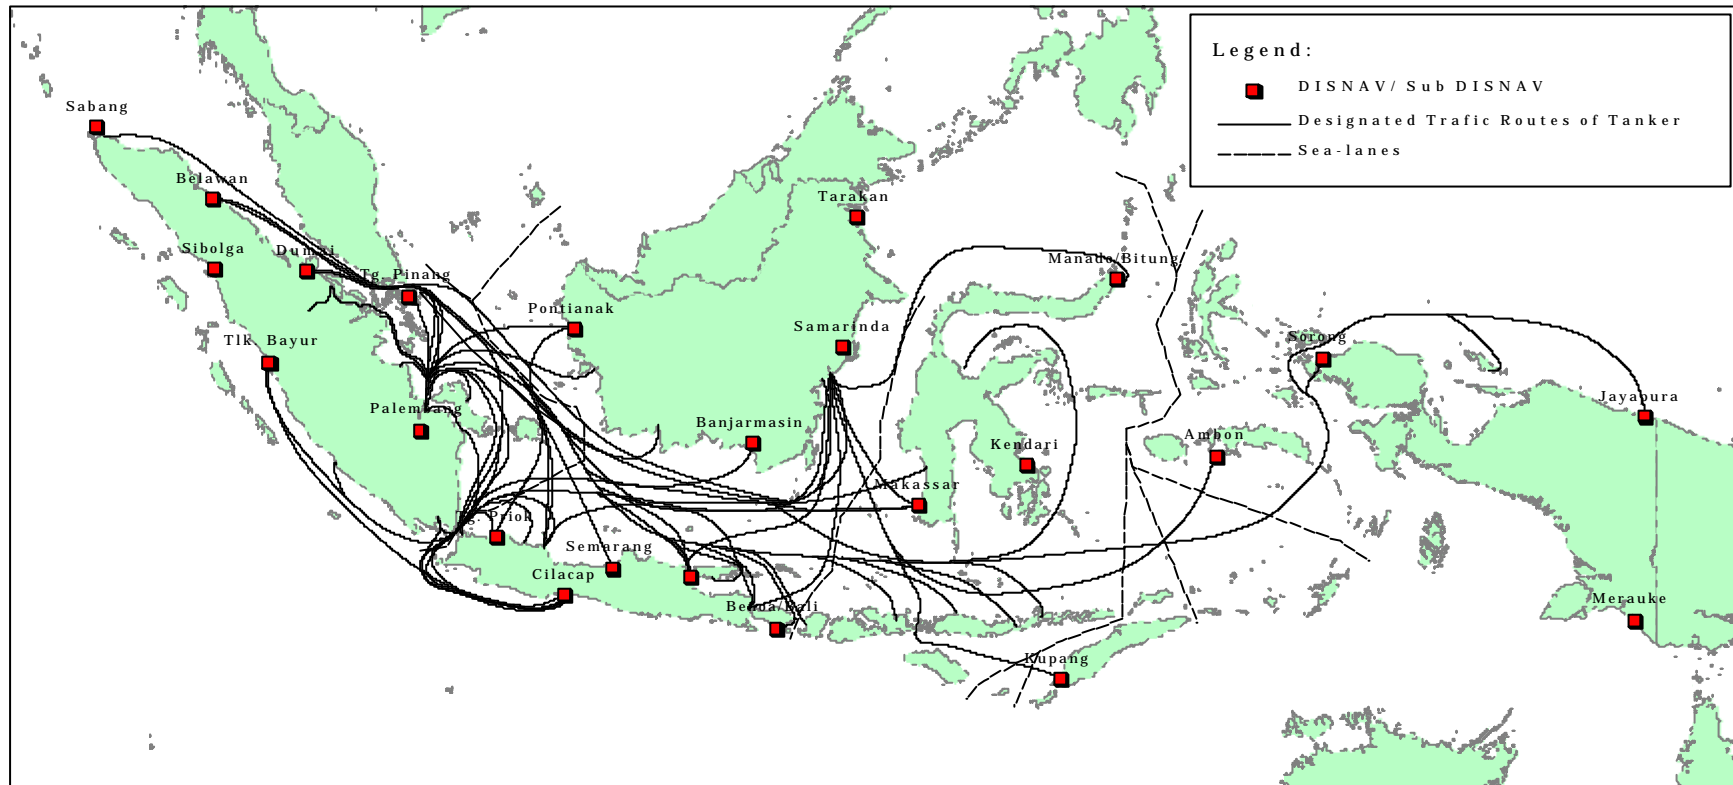 Legend:
DISNAV/ Sub DISNAV
Designated Trafic Routes of Tanker
Sea-lanes
Sabang
Belawan
Tarakan
Sibolga
Dumai
Tg. Pinang
Manado/Bitung
Pontianak
Samarinda
Tlk. Bayur
Sorong
Jayapura
Palembang
Banjarmasin
Ambon
Kendari
Makassar
Tg. Priok
Semarang
Cilacap
Benoa/Bali
Merauke
Kupang